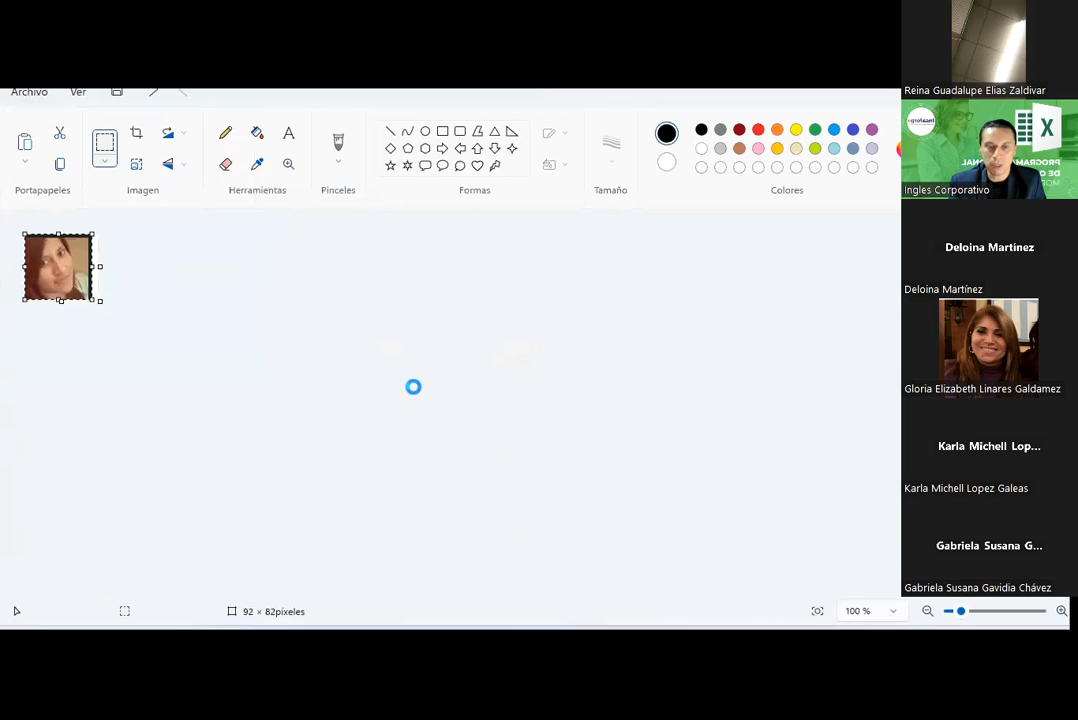 Archivo Ver
Portapapeles Imagen Herramientas Pinceles Formas Tamaño Colores
92 × 82píxeles
100 %
Reina Guadalupe Elias Zaldivar
Ingles Corporativo
Deloina Martinez
Deloina Martínez
Gloria Elizabeth Linares Galdamez
Karla Michell Lop...
Karla Michell Lopez Galeas
Gabriela Susana G...
Gabriela Susana Gavidia Chávez